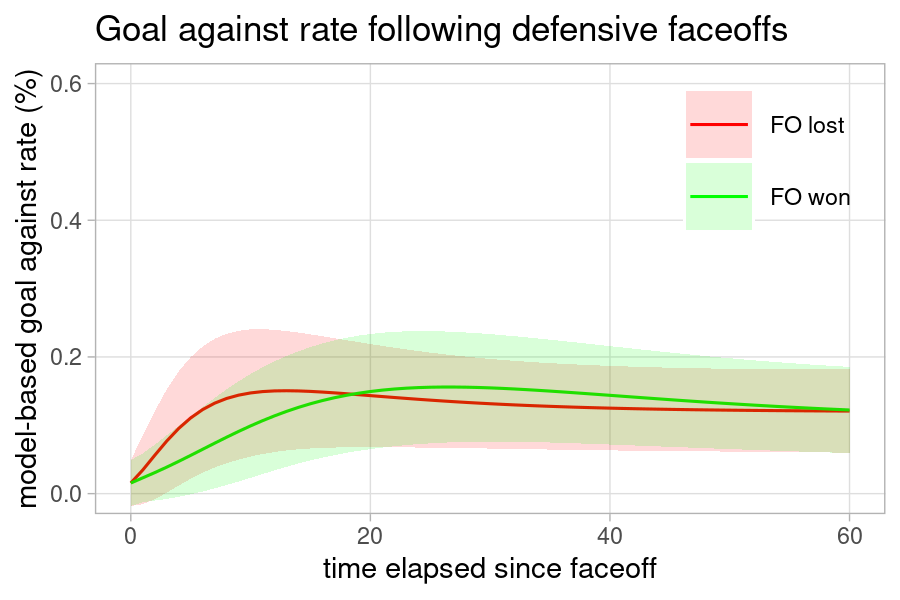 Goal against rate following defensive faceoffs
model-based goal against rate (%)
0.6
0.4
0.2
0.0
FO lost
FO won
0 20 40 60
time elapsed since faceoff